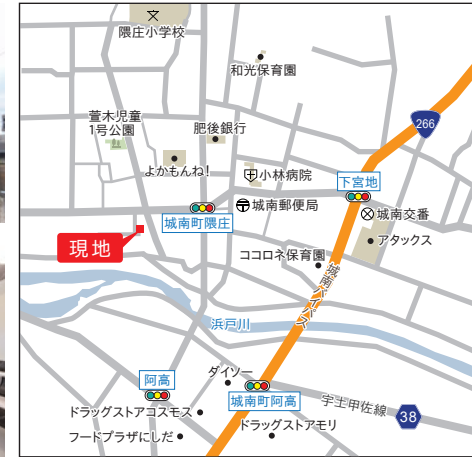 隈庄小学校
和光保育園
266
萱木児童
1号公園
肥後銀行
よかもんね!
小林病院
下宮地
城南郵便局
城南町隈庄
城南交番
アタックス
現地
ココロネ保育園
城南バイパス
浜戸川
阿高
ダイソー
城南町阿高
宇土甲佐線
38
ドラッグストアコスモス
ドラッグストアモリ
フードプラザにしだ